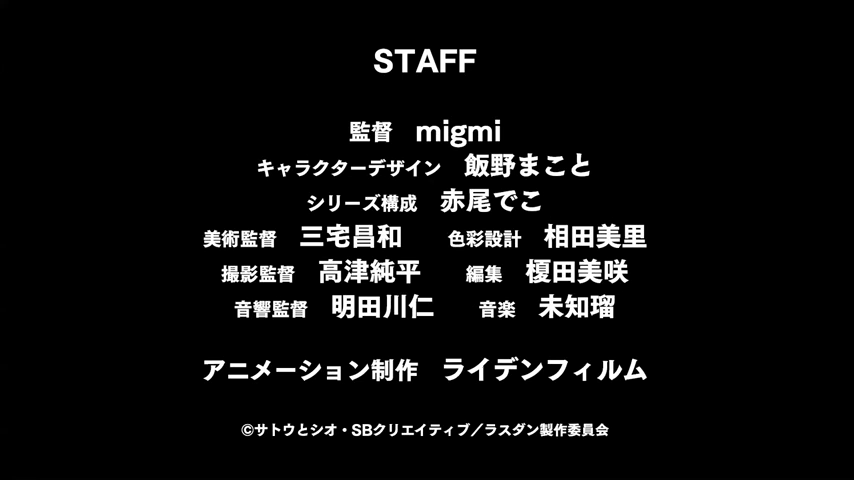 STAFF
監督　migmi
キャラクターデザイン　飯野まこと
シリーズ構成　赤尾でこ
美術監督　三宅昌和　　色彩設計　相田美里
撮影監督　高津純平　　編集　榎田美咲
音響監督　明田川仁　　音楽　未知瑠
アニメーション制作　ライデンフィルム
©サトウとシオ・SBクリエイティブ／ラスダン製作委員会